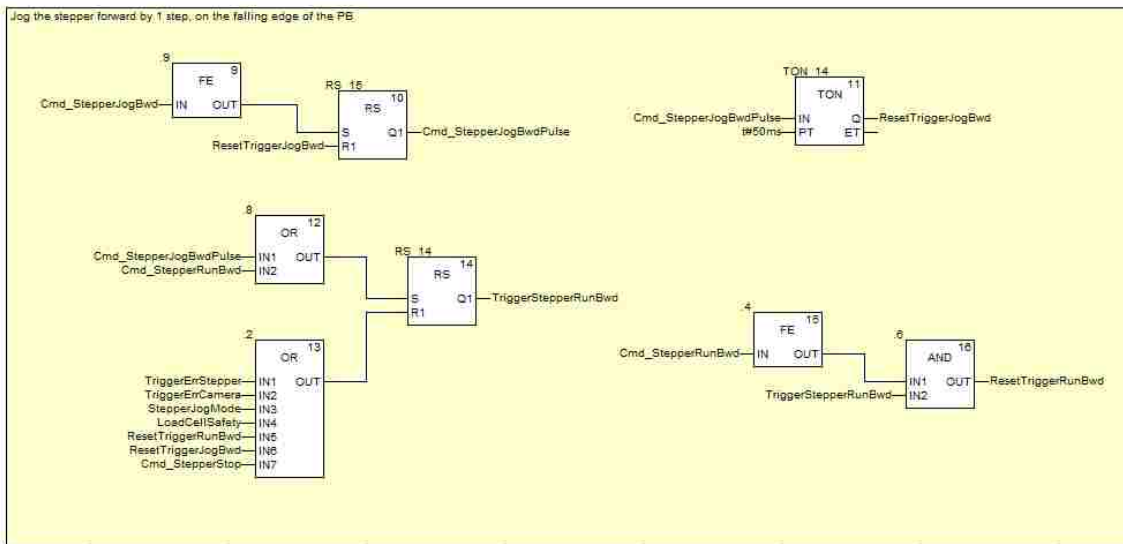 Jog the stepper forward by 1 step, on the falling edge of the PB
.9
9
FE
Cmd_StepperJogBwd
IN OUT
RS_15
10
RS
S Q1
Cmd_StepperJogBwdPulse
ResetTriggerJogBwd
R1
TON_14
11
TON
Cmd_StepperJogBwdPulse
IN Q
ResetTriggerJogBwd
t#50ms
PT ET
.8
12
OR
Cmd_StepperJogBwdPulse
IN1 OUT
Cmd_StepperRunBwd
IN2
RS_14
14
RS
S Q1
TriggerStepperRunBwd
R1
.2
13
OR
TriggerErrStepper
IN1 OUT
TriggerErrCamera
IN2
StepperJogMode
IN3
LoadCellSafety
IN4
ResetTriggerRunBwd
IN5
ResetTriggerJogBwd
IN6
Cmd_StepperStop
IN7
.4
15
FE
Cmd_StepperRunBwd
IN OUT
.6
16
AND
IN1 OUT
ResetTriggerRunBwd
TriggerStepperRunBwd
IN2